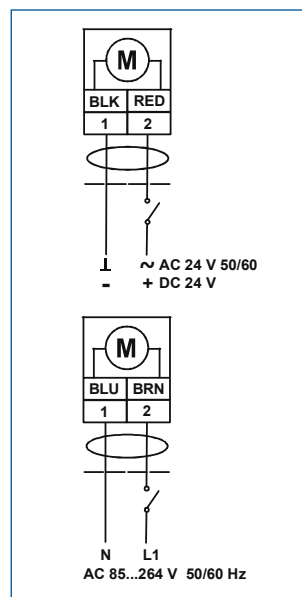 M
BLK RED
1 2
⊥ ~ AC 24 V 50/60
- + DC 24 V
M
BLU BRN
1 2
N L1
AC 85...264 V 50/60 Hz